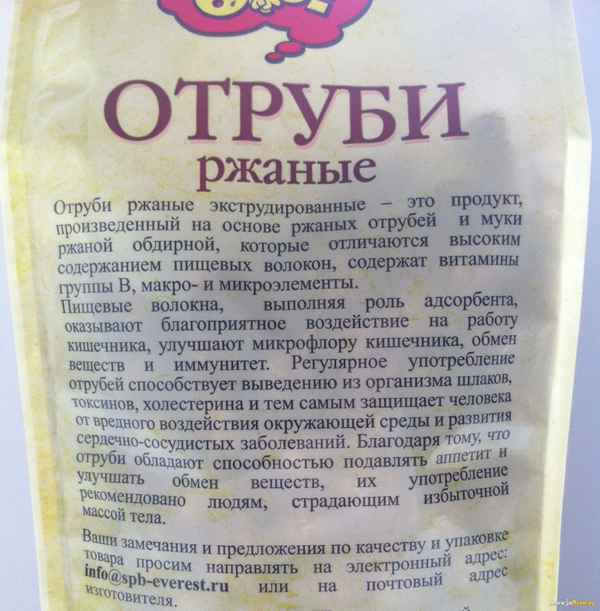 ОТРУБИ
ржаные
Отруби ржаные экструдированные – это продукт,
произведенный на основе ржаных отрубей и муки
ржаной обдирной, которые отличаются высоким
содержанием пищевых волокон, содержат витамины
группы В, макро- и микроэлементы.
Пищевые волокна, выполняя роль адсорбента,
оказывают благоприятное воздействие на работу
кишечника, улучшают микрофлору кишечника, обмен
веществ и иммунитет. Регулярное употребление
отрубей способствует выведению из организма шлаков,
токсинов, холестерина и тем самым защищает человека
от вредного воздействия окружающей среды и развития
сердечно-сосудистых заболеваний. Благодаря тому, что
отруби обладают способностью подавлять аппетит и
улучшать обмен веществ, их употребление
рекомендовано людям, страдающим избыточной
массой тела.
Ваши замечания и предложения по качеству и упаковке
товара просим направлять на электронный адрес:
info@spb-everest.ru или на почтовый адрес
изготовителя.